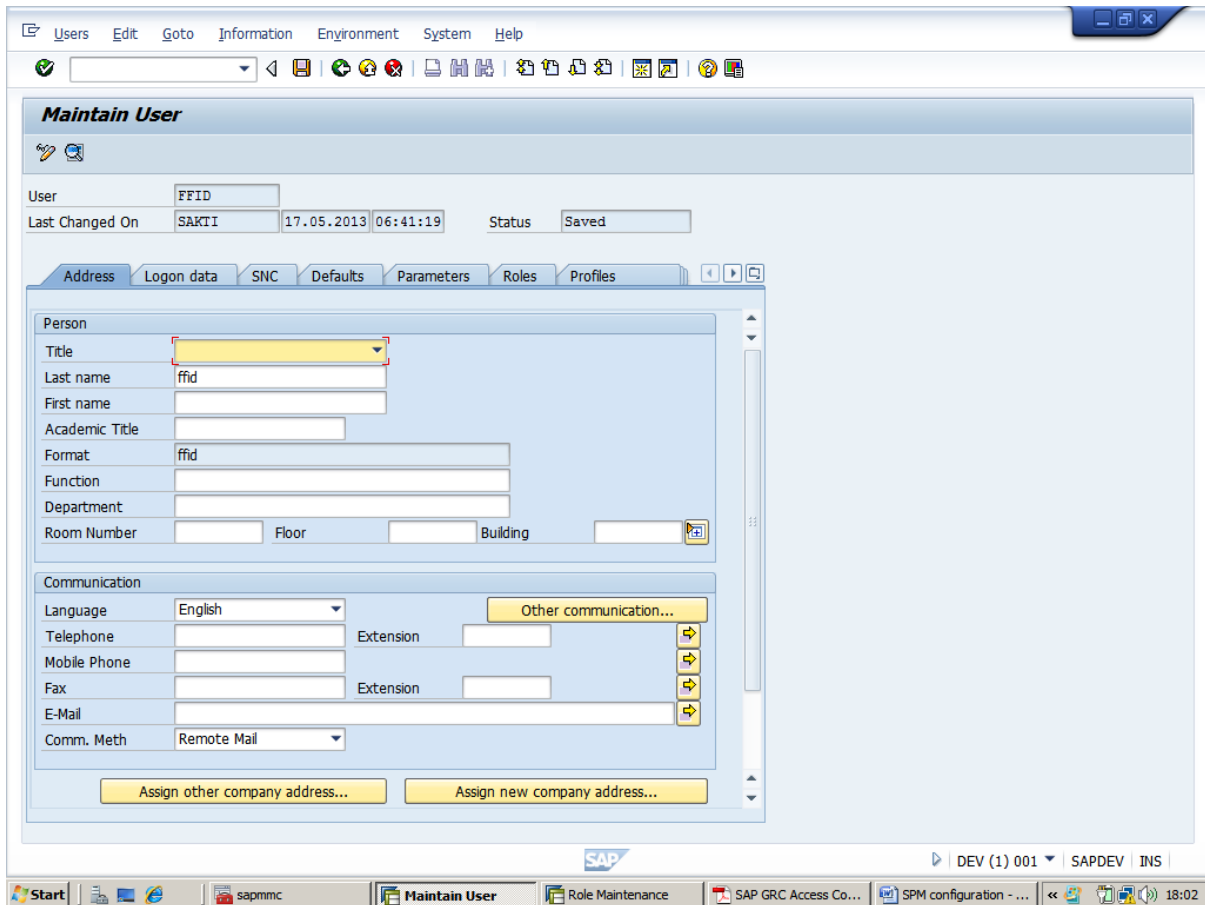 Users Edit Goto Information Environment System Help
Maintain User
User FFID
Last Changed On SAKTI 17.05.2013 06:41:19 Status Saved
Address Logon data SNC Defaults Parameters Roles Profiles
Person
Title
Last name ffid
First name
Academic Title
Format ffid
Function
Department
Room Number Floor Building
Communication
Language English Other communication...
Telephone Extension
Mobile Phone
Fax Extension
E-Mail
Comm. Meth Remote Mail
Assign other company address... Assign new company address...
SAP DEV (1) 001 SAPDEV INS
Start sapmmc Maintain User Role Maintenance SAP GRC Access Co... SPM configuration - ... « 18:02